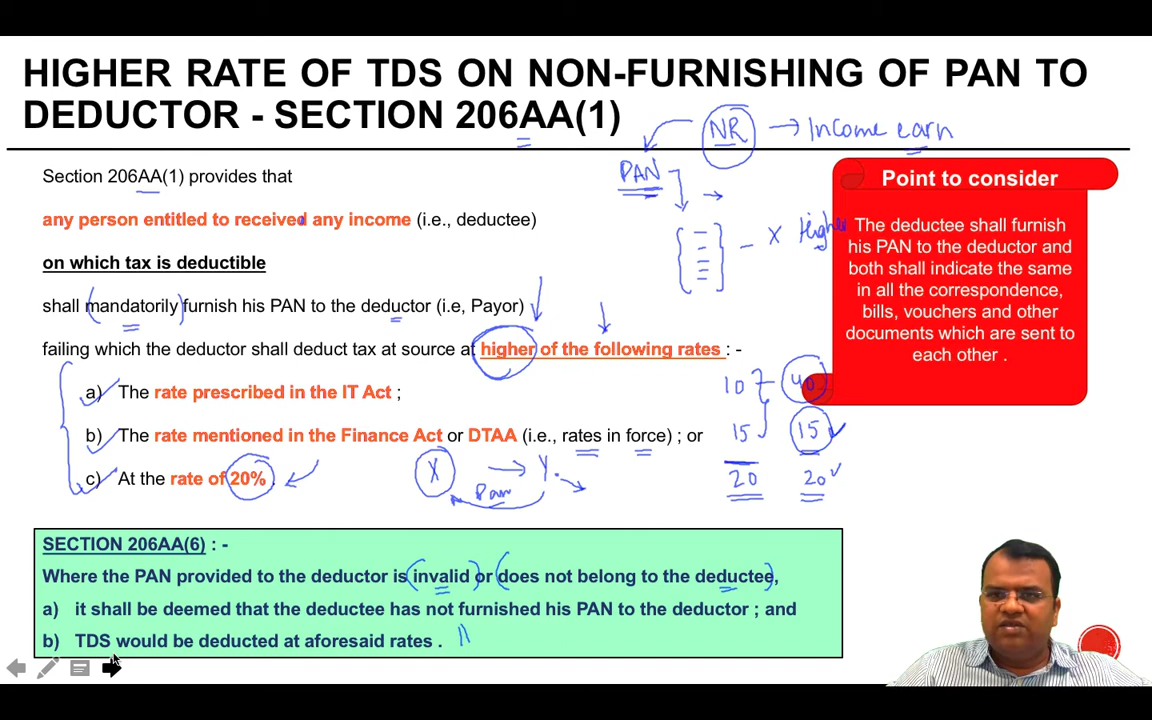 HIGHER RATE OF TDS ON NON-FURNISHING OF PAN TO
DEDUCTOR - SECTION 206AA(1)
NR → Income earn
Section 206AA(1) provides that
PAN
any person entitled to received any income (i.e., deductee)
X Higher
on which tax is deductible
shall mandatorily furnish his PAN to the deductor (i.e, Payor)
failing which the deductor shall deduct tax at source at higher of the following rates : -
a) The rate prescribed in the IT Act ;
10 40
b) The rate mentioned in the Finance Act or DTAA (i.e., rates in force) ; or
15 15
c) At the rate of 20% .
X → Y
Pan
20 20
Point to consider
The deductee shall furnish
his PAN to the deductor and
both shall indicate the same
in all the correspondence,
bills, vouchers and other
documents which are sent to
each other .
SECTION 206AA(6) : -
Where the PAN provided to the deductor is invalid or does not belong to the deductee,
a) it shall be deemed that the deductee has not furnished his PAN to the deductor ; and
b) TDS would be deducted at aforesaid rates .